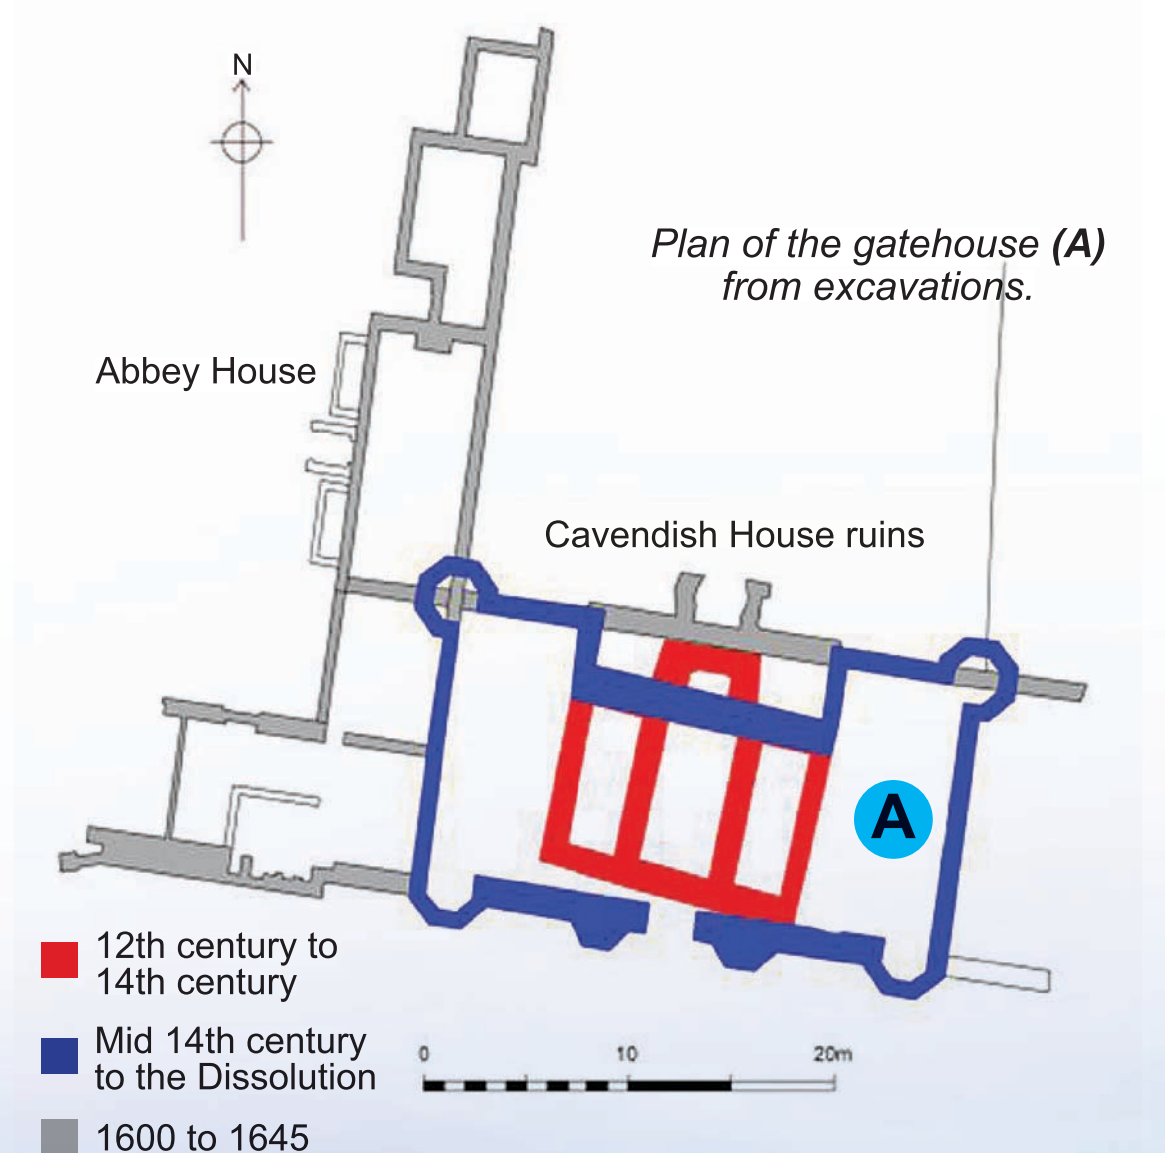 N
Plan of the gatehouse (A)
from excavations.
Abbey House
Cavendish House ruins
A
12th century to
14th century
Mid 14th century
to the Dissolution
1600 to 1645
0 10 20m